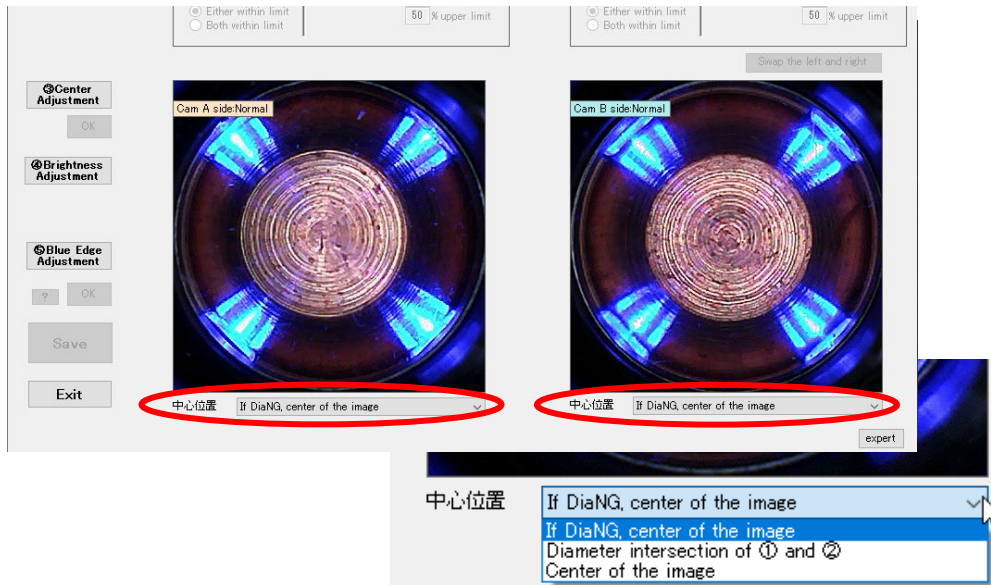 Either within limit
Both within limit
50 % upper limit
Either within limit
Both within limit
50 % upper limit
Swap the left and right
③Center
Adjustment
OK
④Brightness
Adjustment
⑤Blue Edge
Adjustment
? OK
Save
Exit
Cam A side:Normal
Cam B side:Normal
中心位置 If DiaNG, center of the image
中心位置 If DiaNG, center of the image
expert
中心位置 If DiaNG, center of the image
If DiaNG, center of the image
Diameter intersection of ① and ②
Center of the image